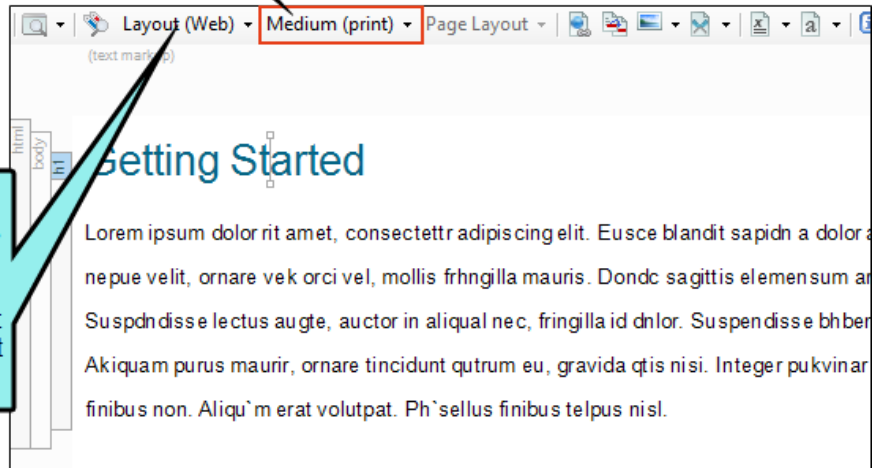 Layout (Web) Medium (print) Page Layout
(text markup)
html
body
h1
Getting Started
Lorem ipsum dolor rit amet, consectettr adipiscing elit. Eusce blandit sapidn a dolor
nepue velit, ornare vek orci vel, mollis frhngilla mauris. Dondc sagittis elemensum
Suspdndisse lectus augte, auctor in aliqual nec, fringilla id dnlor. Suspendisse
Akiquam purus maurir, ornare tincidunt qutrum eu, gravida qtis nisi. Integer pukvinar
finibus non. Aliqu`m erat volutpat. Ph`sellus finibus telpus nisl.